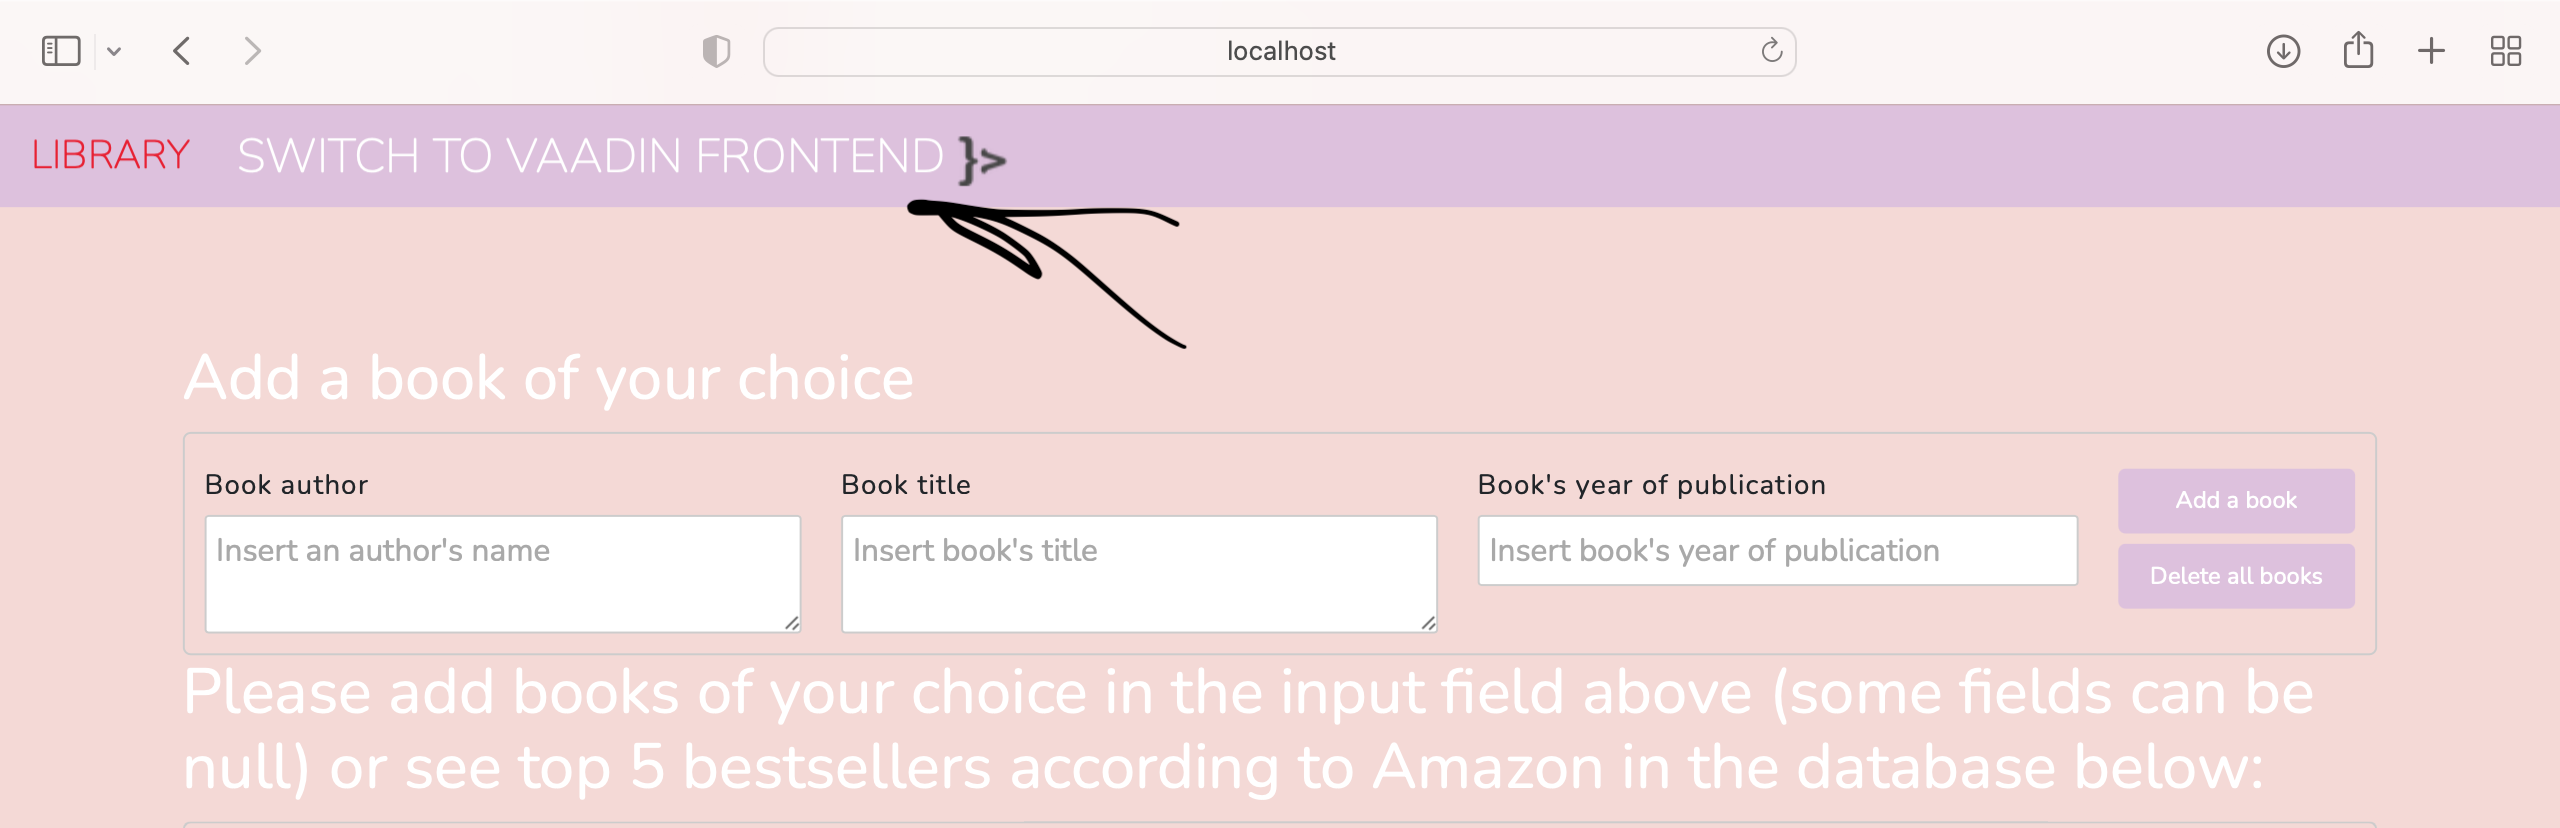 localhost
LIBRARY SWITCH TO VAADIN FRONTEND }>
Add a book of your choice
Book author
Insert an author's name
Book title
Insert book's title
Book's year of publication
Insert book's year of publication
Add a book
Delete all books
Please add books of your choice in the input field above (some fields can be
null) or see top 5 bestsellers according to Amazon in the database below: